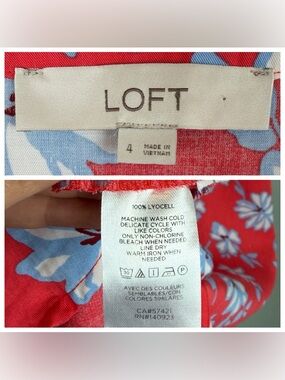 LOFT
4
MADE IN
VIETNAM
100% LYOCELL
MACHINE WASH COLD
DELICATE CYCLE WITH
LIKE COLORS
ONLY NON-CHLORINE
BLEACH WHEN NEEDED
LINE DRY
WARM IRON WHEN
NEEDED
AVEC DES COULEURS
SEMBLABLES/CON
COLORES SIMILARES
CA#57421
RN#140923